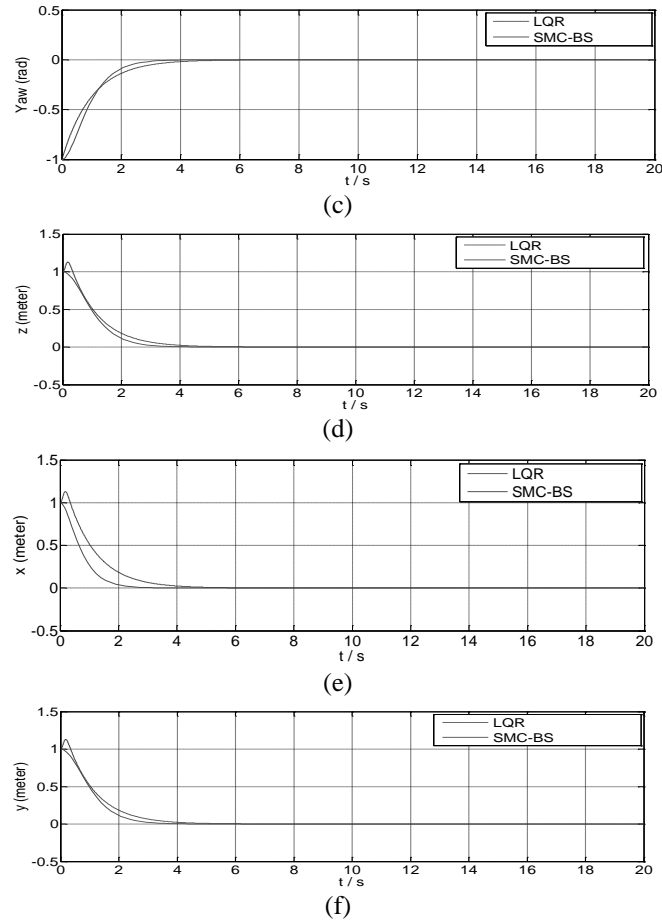 0.5
0
-0.5
-1
Yaw (rad)
LQR
SMC-BS
0 2 4 6 8 10 12 14 16 18 20
t / s
(c)
1.5
1
0.5
0
-0.5
z (meter)
LQR
SMC-BS
0 2 4 6 8 10 12 14 16 18 20
t / s
(d)
1.5
1
0.5
0
-0.5
x (meter)
LQR
SMC-BS
0 2 4 6 8 10 12 14 16 18 20
t / s
(e)
1.5
1
0.5
0
-0.5
y (meter)
LQR
SMC-BS
0 2 4 6 8 10 12 14 16 18 20
t / s
(f)